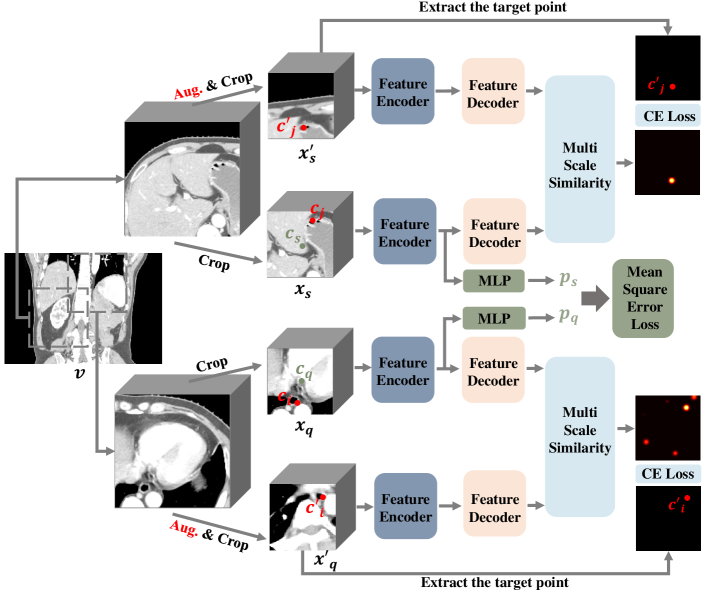 Extract the target point
Aug. & Crop
c'j
x's
Feature
Encoder
Feature
Decoder
c'j
CE Loss
Multi
Scale
Similarity
cj
cs
Crop
xs
Feature
Encoder
Feature
Decoder
MLP
ps
Mean
Square
Error
Loss
MLP
pq
v
Crop
cq
ci
xq
Feature
Encoder
Feature
Decoder
Multi
Scale
Similarity
CE Loss
c'i
Aug. & Crop
c'i
x'q
Feature
Encoder
Feature
Decoder
Extract the target point